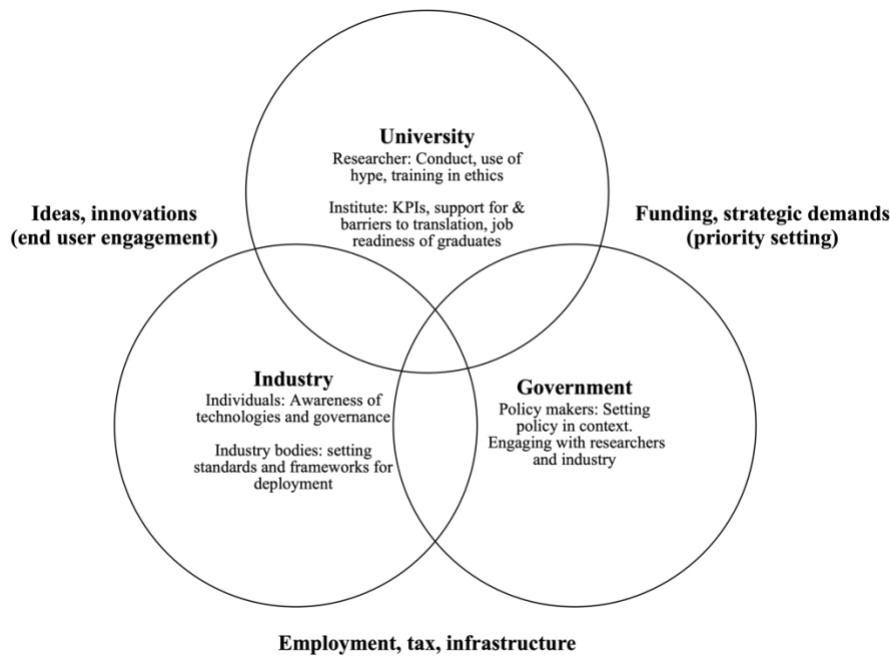 University
Researcher: Conduct, use of
hype, training in ethics
Institute: KPIs, support for &
barriers to translation, job
readiness of graduates
Ideas, innovations
(end user engagement)
Funding, strategic demands
(priority setting)
Industry
Individuals: Awareness of
technologies and governance
Industry bodies: setting
standards and frameworks for
deployment
Government
Policy makers: Setting
policy in context.
Engaging with researchers
and industry
Employment, tax, infrastructure